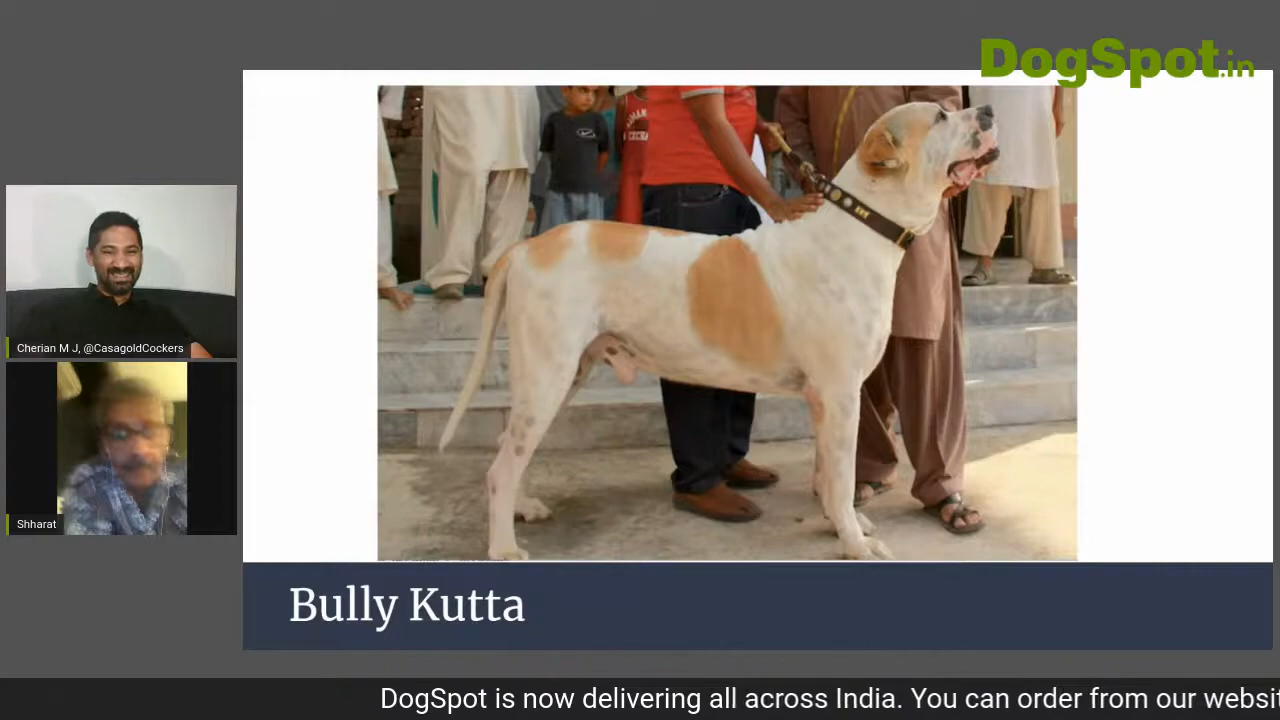 DogSpot.in
Cherian M J, @CasagoldCockers
Shharat
Bully Kutta
DogSpot is now delivering all across India. You can order from our websi